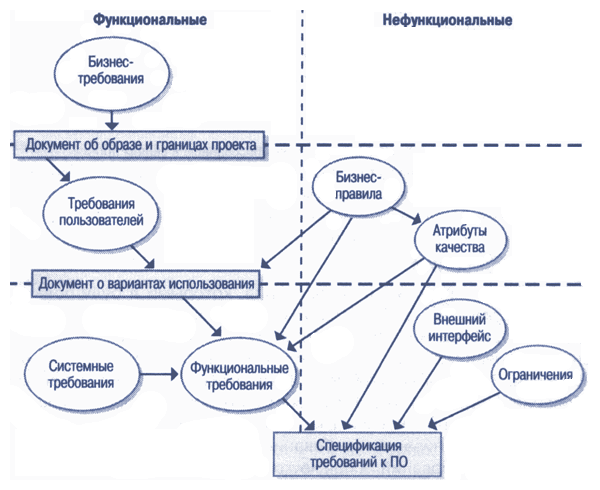 Функциональные
Нефункциональные
Бизнес-
требования
Документ об образе и границах проекта
Требования
пользователей
Бизнес-
правила
Атрибуты
качества
Документ о вариантах использования
Внешний
интерфейс
Системные
требования
Функциональные
требования
Ограничения
Спецификация
требований к ПО